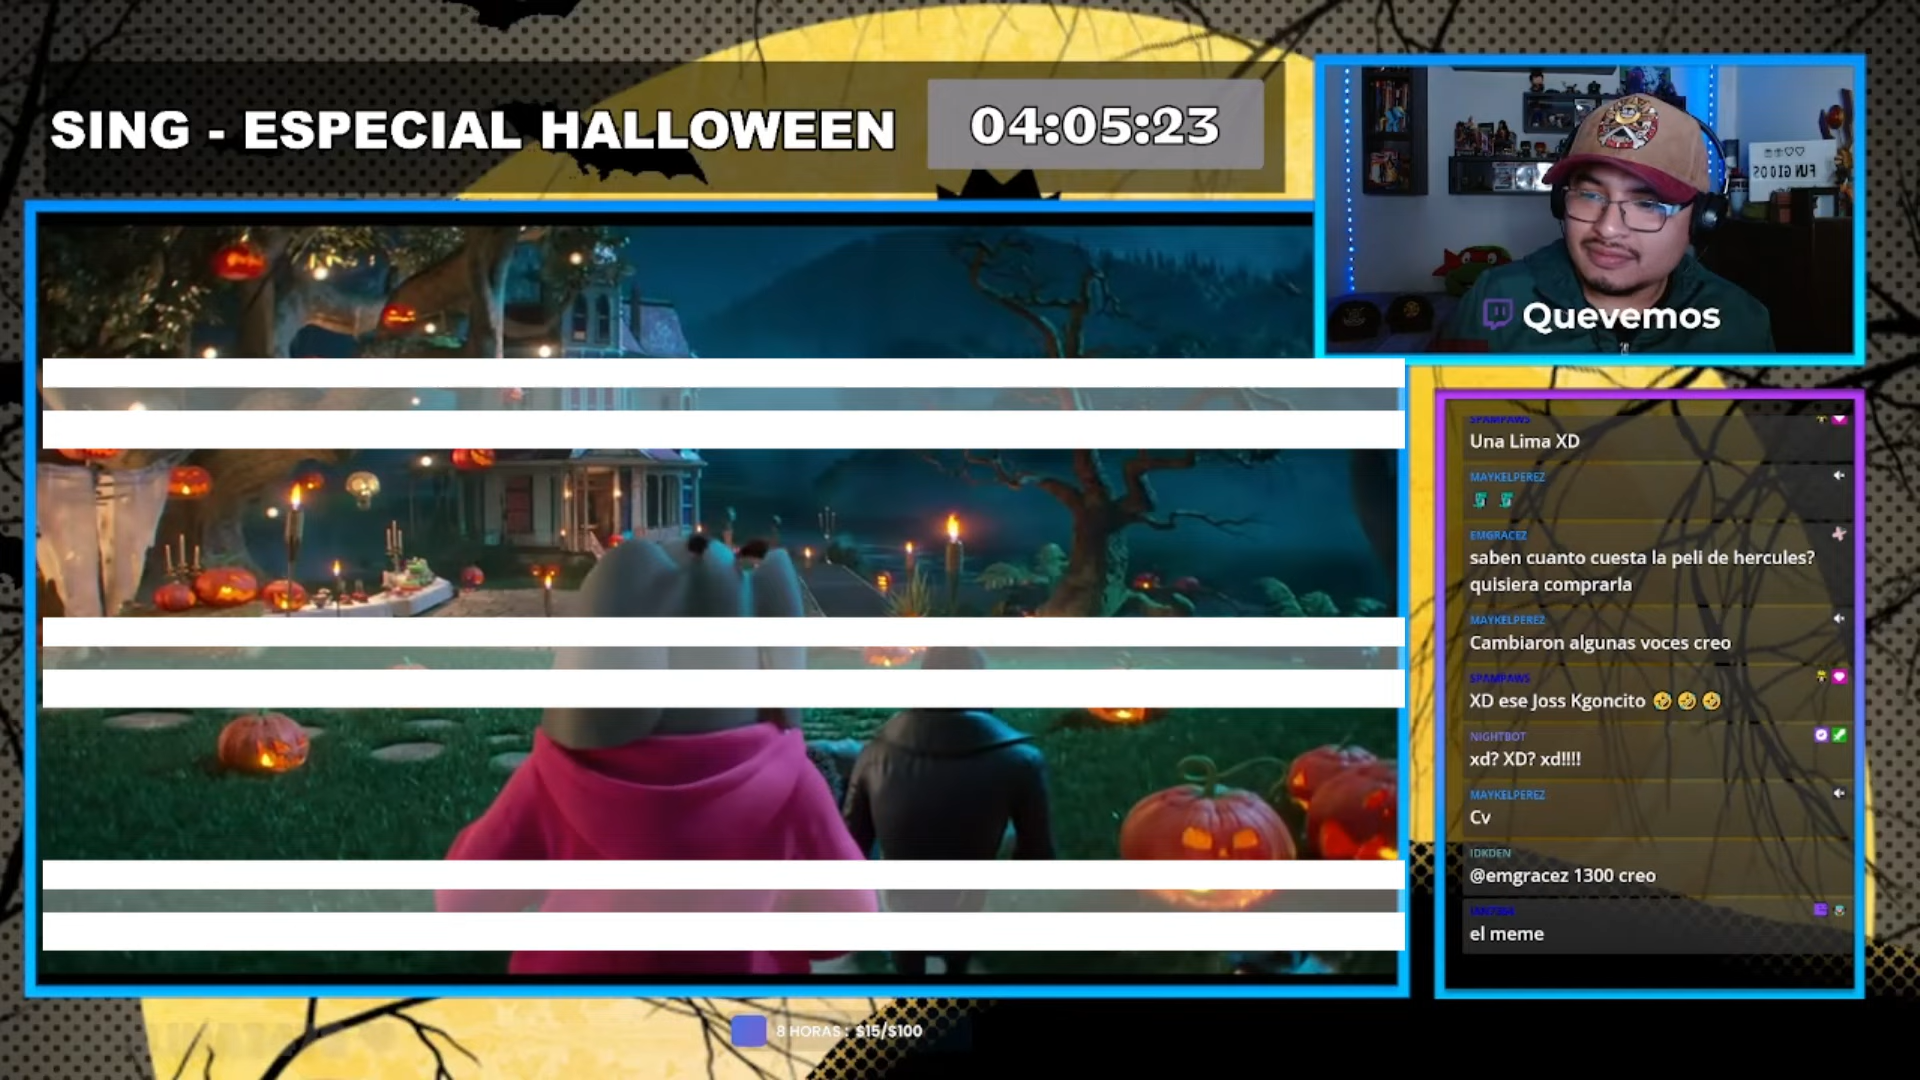 SING - ESPECIAL HALLOWEEN
04:05:23
Quevemos
SPAMPAWS
Una Lima XD
MAYKELPEREZ
EMGRACEZ
saben cuanto cuesta la peli de hercules?
quisiera comprarla
MAYKELPEREZ
Cambiaron algunas voces creo
SPAMPAWS
XD ese Joss Kgoncito 🤣 🤣 🤣
NIGHTBOT
xd? XD? xd!!!!
MAYKELPEREZ
Cv
IDKDEN
@emgracez 1300 creo
el meme
8 HORAS : $15/$100